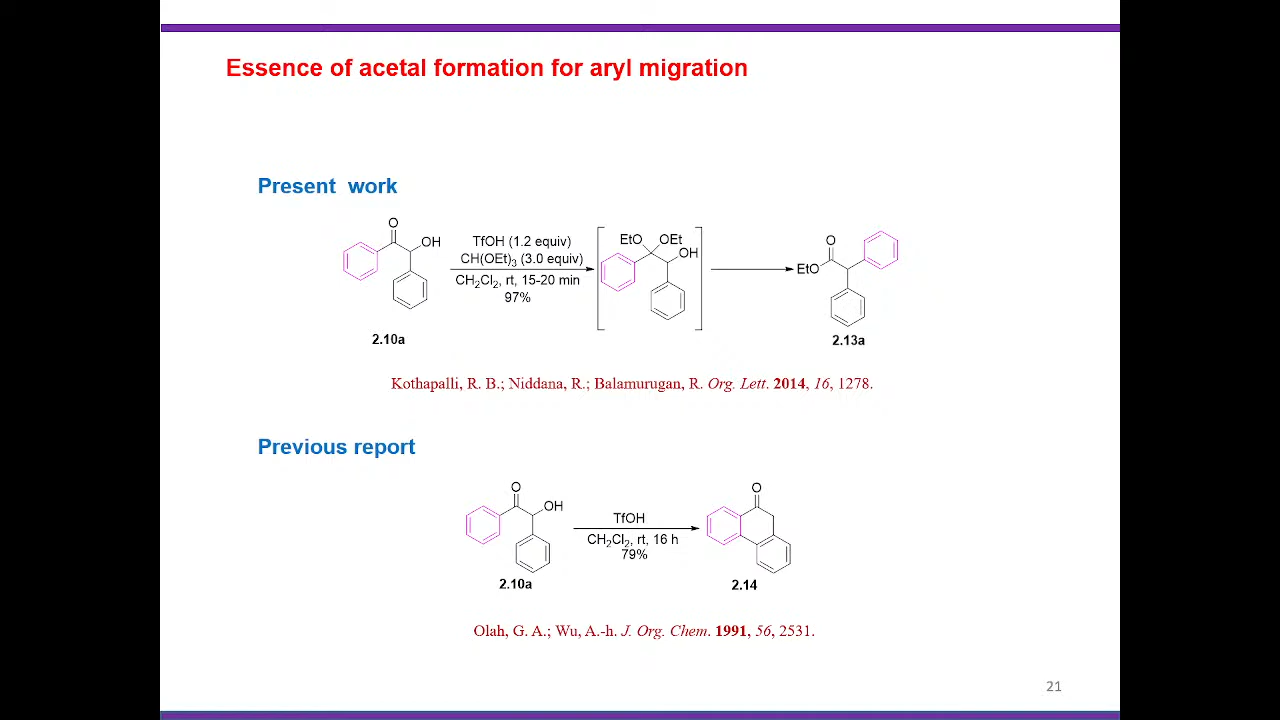 Essence of acetal formation for aryl migration
Present work
O
OH
2.10a
TfOH (1.2 equiv)
CH(OEt)3 (3.0 equiv)
CH2Cl2, rt, 15-20 min
97%
EtO OEt
OH
O
EtO
2.13a
Kothapalli, R. B.; Niddana, R.; Balamurugan, R. Org. Lett. 2014, 16, 1278.
Previous report
O
OH
2.10a
TfOH
CH2Cl2, rt, 16 h
79%
O
2.14
Olah, G. A.; Wu, A.-h. J. Org. Chem. 1991, 56, 2531.
21